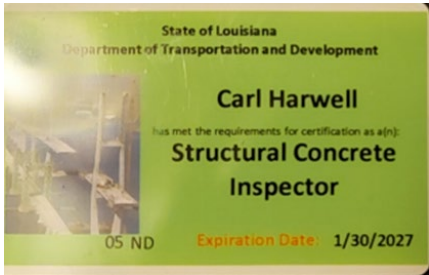 State of Louisiana
Department of Transportation and Development
Carl Harwell
has met the requirements for certification as a(n):
Structural Concrete
Inspector
05 ND
Expiration Date: 1/30/2027